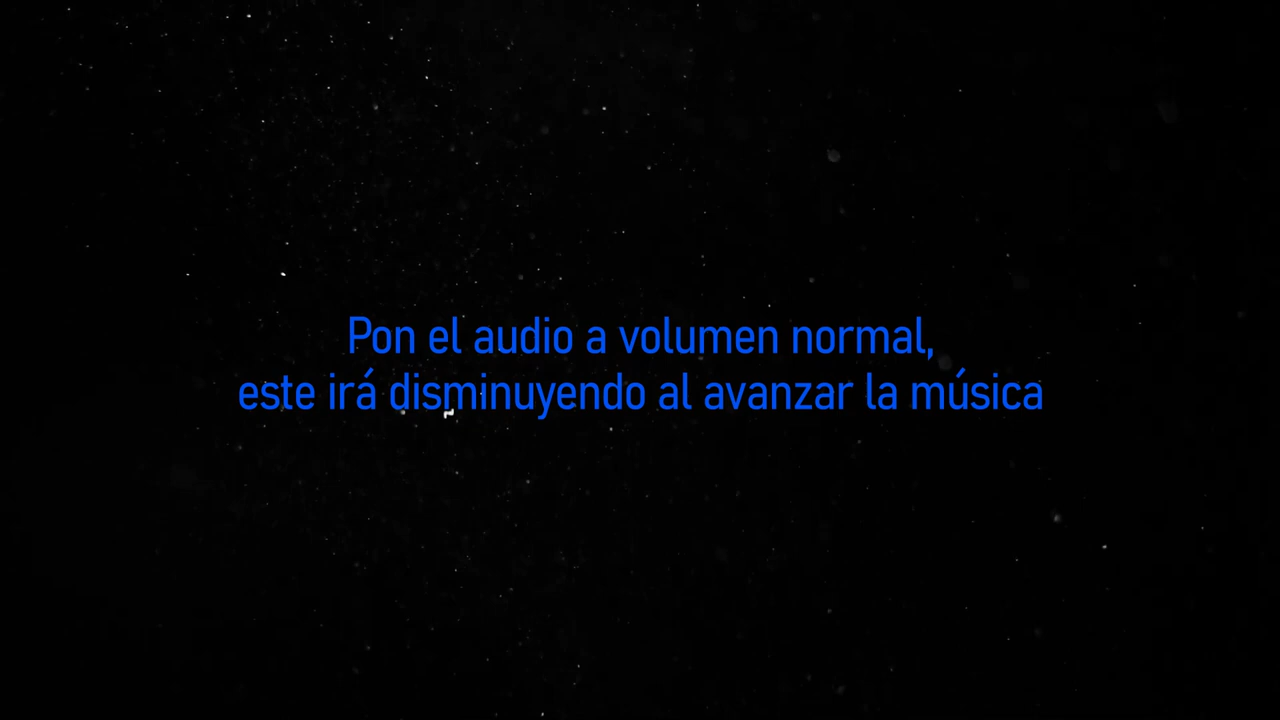 Pon el audio a volumen normal,
este irá disminuyendo al avanzar la música